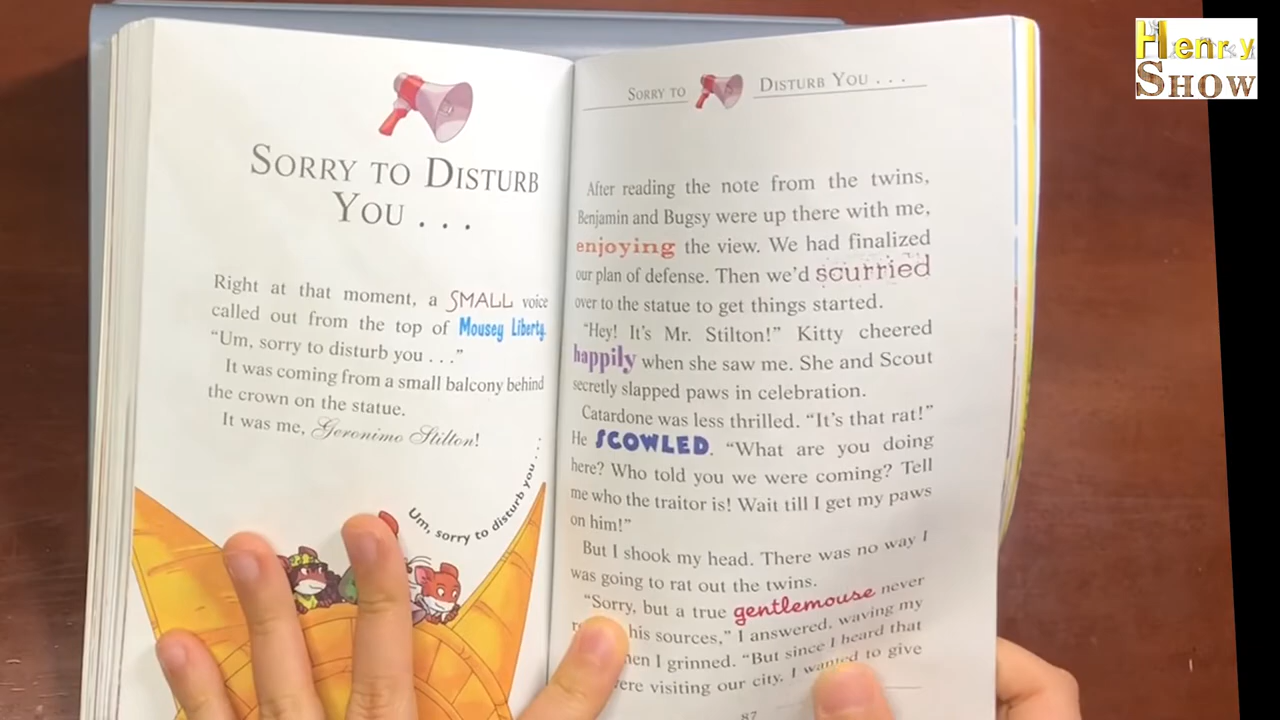 Henry
SHOW
SORRY TO DISTURB
YOU . . .
Right at that moment, a SMALL voice
called out from the top of Mousey Liberty.
"Um, sorry to disturb you . . ."
It was coming from a small balcony behind
the crown on the statue.
It was me, Geronimo Stilton!
Um, sorry to disturb you . . .
SORRY TO DISTURB YOU . . .
After reading the note from the twins,
Benjamin and Bugsy were up there with me,
enjoying the view. We had finalized
our plan of defense. Then we'd scurried
over to the statue to get things started.
"Hey! It's Mr. Stilton!" Kitty cheered
happily when she saw me. She and Scout
secretly slapped paws in celebration.
Catardone was less thrilled. "It's that rat!"
He SCOWLED. "What are you doing
here? Who told you we were coming? Tell
me who the traitor is! Wait till I get my paws
on him!"
But I shook my head. There was no way I
was going to rat out the twins.
"Sorry, but a true gentlemouse never
his sources," I answered, waving my
I grinned. "But since I heard that
were visiting our city, I wanted to give
87